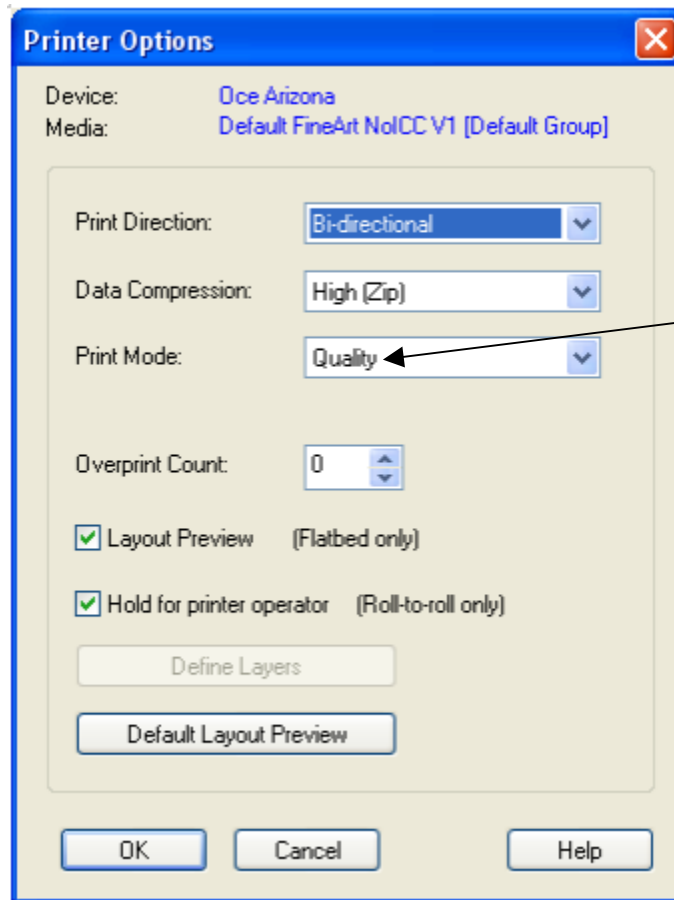 Printer Options
Device: Oce Arizona
Media: Default FineArt NoICC V1 [Default Group]
Print Direction: Bi-directional
Data Compression: High (Zip)
Print Mode: Quality
Overprint Count: 0
Layout Preview (Flatbed only)
Hold for printer operator (Roll-to-roll only)
Define Layers
Default Layout Preview
OK Cancel Help